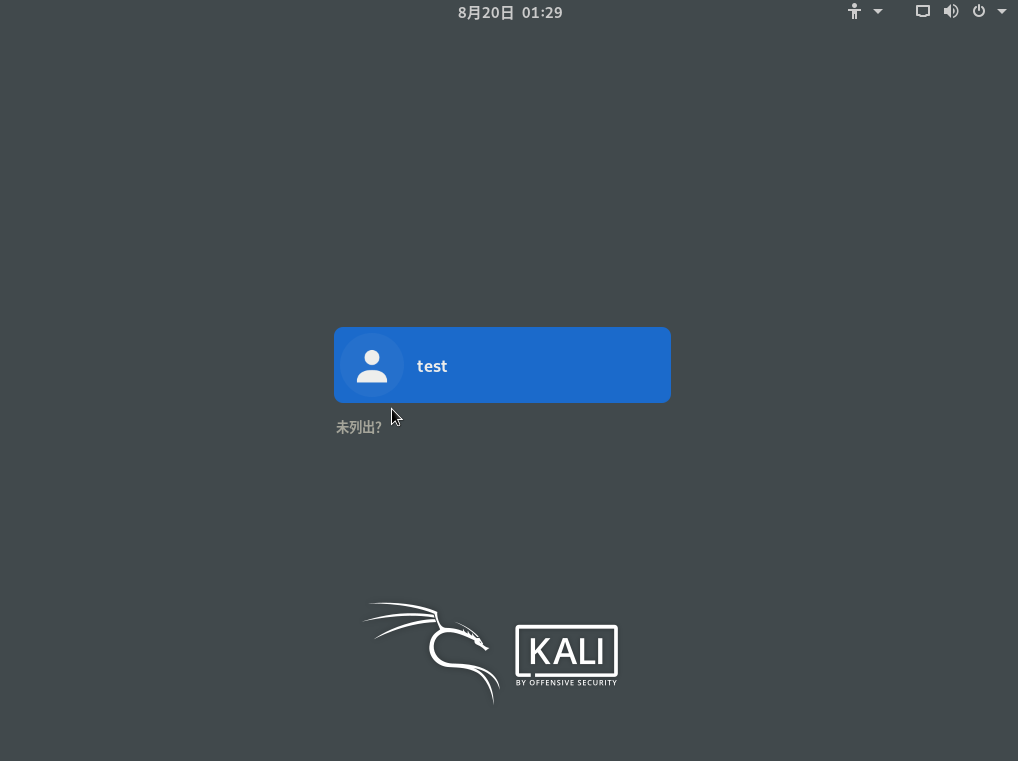 8月20日 01:29
test
未列出?
KALI
BY OFFENSIVE SECURITY